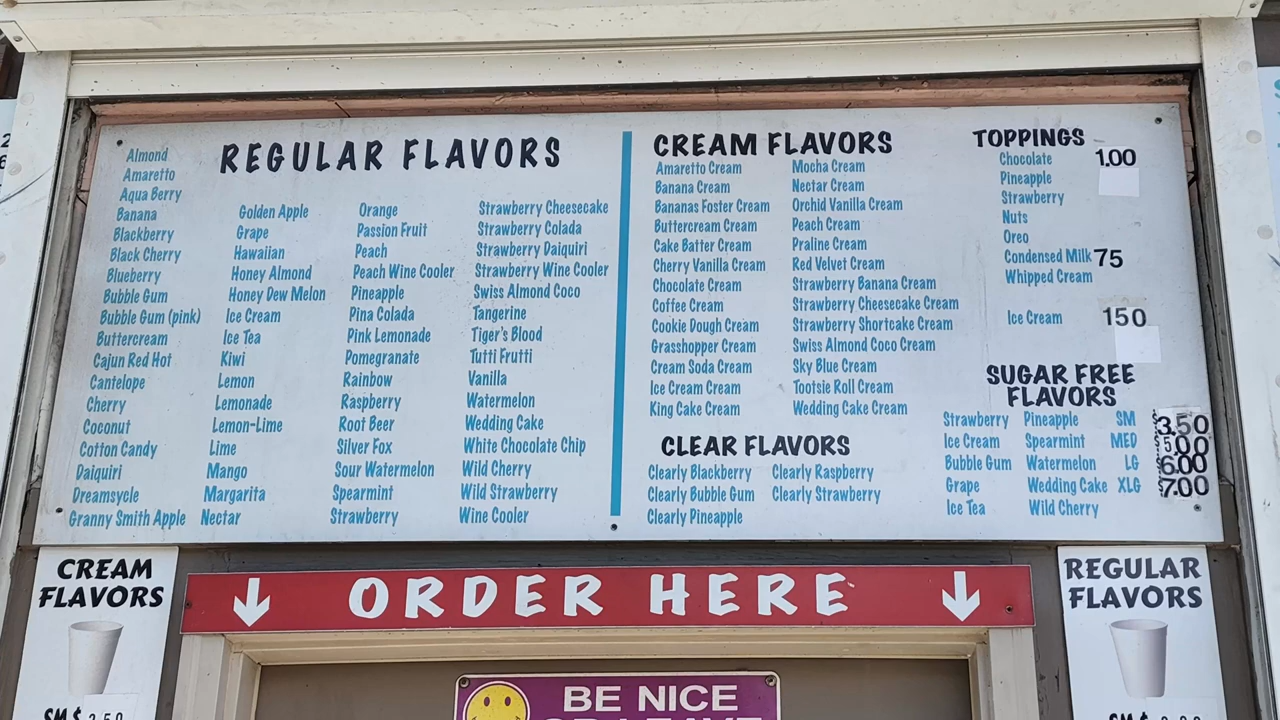 REGULAR FLAVORS
Almond
Amaretto
Aqua Berry
Banana
Blackberry
Black Cherry
Blueberry
Bubble Gum
Bubble Gum (pink)
Buttercream
Cajun Red Hot
Cantelope
Cherry
Coconut
Cotton Candy
Daiquiri
Dreamsycle
Granny Smith Apple
Golden Apple
Grape
Hawaiian
Honey Almond
Honey Dew Melon
Ice Cream
Ice Tea
Kiwi
Lemon
Lemonade
Lemon-Lime
Lime
Mango
Margarita
Nectar
Orange
Passion Fruit
Peach
Peach Wine Cooler
Pineapple
Pina Colada
Pink Lemonade
Pomegranate
Rainbow
Raspberry
Root Beer
Silver Fox
Sour Watermelon
Spearmint
Strawberry
Strawberry Cheesecake
Strawberry Colada
Strawberry Daiquiri
Strawberry Wine Cooler
Swiss Almond Coco
Tangerine
Tiger's Blood
Tutti Frutti
Vanilla
Watermelon
Wedding Cake
White Chocolate Chip
Wild Cherry
Wild Strawberry
Wine Cooler
CREAM FLAVORS
Amaretto Cream
Banana Cream
Bananas Foster Cream
Buttercream Cream
Cake Batter Cream
Cherry Vanilla Cream
Chocolate Cream
Coffee Cream
Cookie Dough Cream
Grasshopper Cream
Cream Soda Cream
Ice Cream Cream
King Cake Cream
Mocha Cream
Nectar Cream
Orchid Vanilla Cream
Peach Cream
Praline Cream
Red Velvet Cream
Strawberry Banana Cream
Strawberry Cheesecake Cream
Strawberry Shortcake Cream
Swiss Almond Coco Cream
Sky Blue Cream
Tootsie Roll Cream
Wedding Cake Cream
CLEAR FLAVORS
Clearly Blackberry
Clearly Bubble Gum
Clearly Pineapple
Clearly Raspberry
Clearly Strawberry
TOPPINGS
Chocolate 1.00
Pineapple
Strawberry
Nuts
Oreo
Condensed Milk 75
Whipped Cream
Ice Cream 150
SUGAR FREE
FLAVORS
Strawberry Pineapple SM 3.50
Ice Cream Spearmint MED 5.00
Bubble Gum Watermelon LG 6.00
Grape Wedding Cake XLG 7.00
Ice Tea Wild Cherry
ORDER HERE
CREAM
FLAVORS
REGULAR
FLAVORS
BE NICE